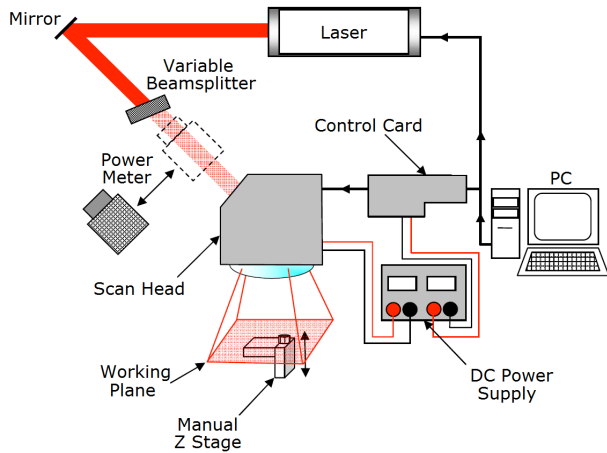 Mirror
Laser
Variable
Beamsplitter
Control Card
Power
Meter
PC
Scan Head
Working
Plane
Manual
Z Stage
DC Power
Supply